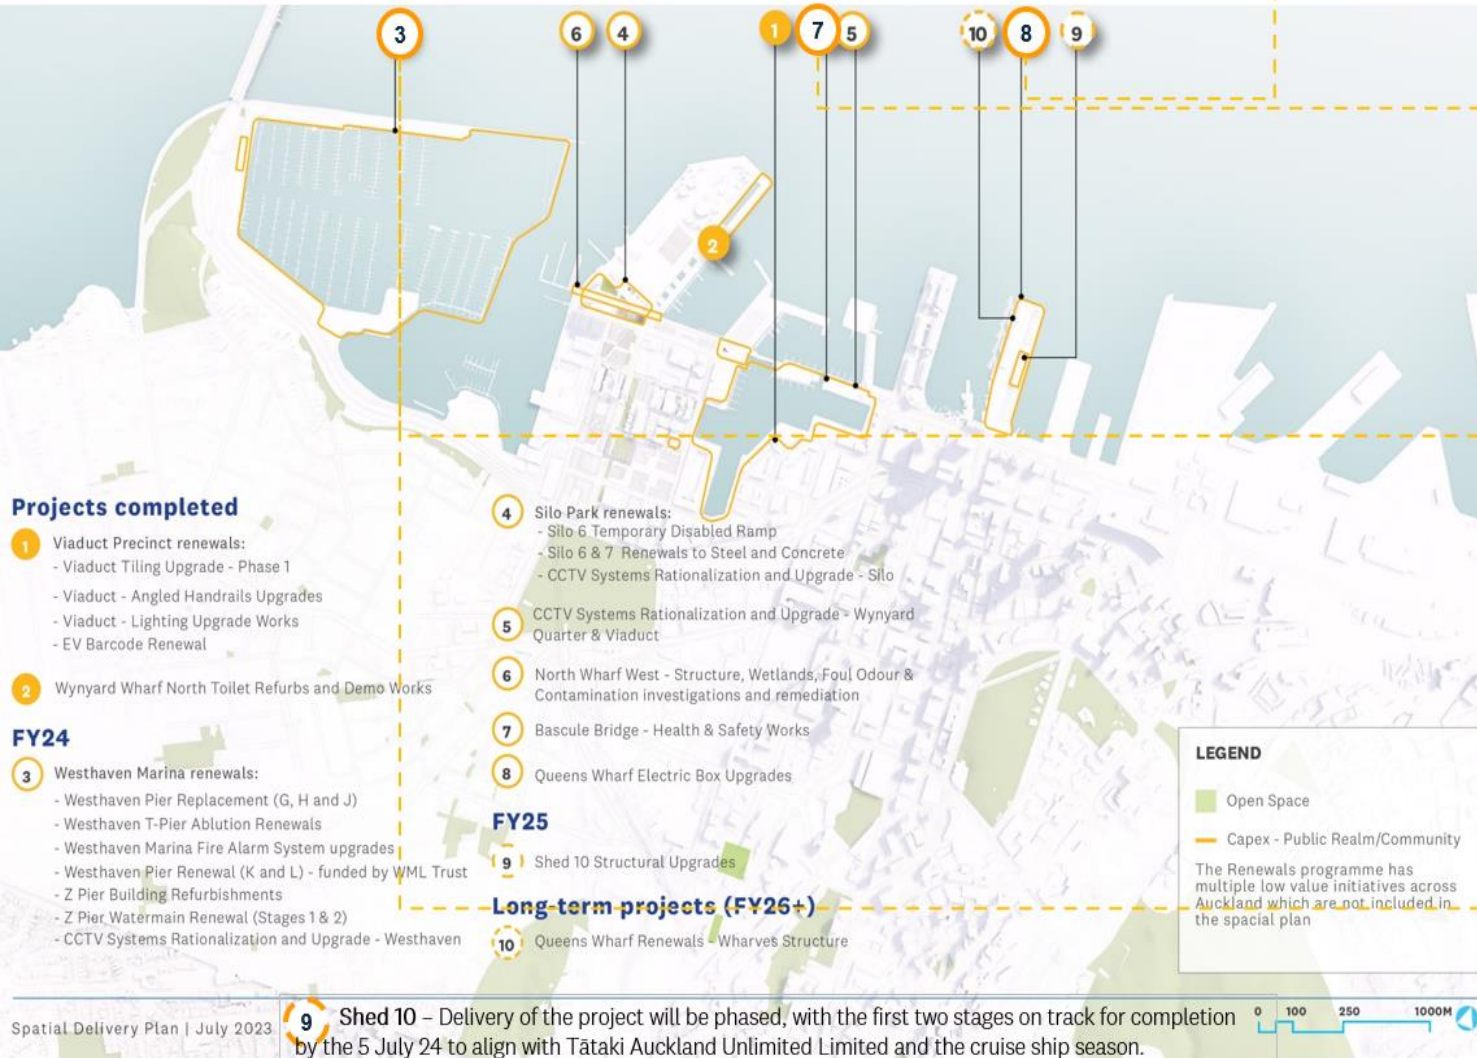 3
6
4
1
7
5
10
8
9
2
Projects completed
1 Viaduct Precinct renewals:
- Viaduct Tiling Upgrade - Phase 1
- Viaduct - Angled Handrails Upgrades
- Viaduct - Lighting Upgrade Works
- EV Barcode Renewal
2 Wynyard Wharf North Toilet Refurbs and Demo Works
FY24
3 Westhaven Marina renewals:
- Westhaven Pier Replacement (G, H and J)
- Westhaven T-Pier Ablution Renewals
- Westhaven Marina Fire Alarm System upgrades
- Westhaven Pier Renewal (K and L) - funded by WML Trust
- Z Pier Building Refurbishments
- Z Pier Watermain Renewal (Stages 1 & 2)
- CCTV Systems Rationalization and Upgrade - Westhaven
4 Silo Park renewals:
- Silo 6 Temporary Disabled Ramp
- Silo 6 & 7 Renewals to Steel and Concrete
- CCTV Systems Rationalization and Upgrade - Silo
5 CCTV Systems Rationalization and Upgrade - Wynyard
Quarter & Viaduct
6 North Wharf West - Structure, Wetlands, Foul Odour &
Contamination investigations and remediation
7 Bascule Bridge - Health & Safety Works
8 Queens Wharf Electric Box Upgrades
FY25
9 Shed 10 Structural Upgrades
Long-term projects (FY26+)
10 Queens Wharf Renewals - Wharves Structure
LEGEND
Open Space
Capex - Public Realm/Community
The Renewals programme has
multiple low value initiatives across
Auckland which are not included in
the spacial plan
Spatial Delivery Plan | July 2023
9 Shed 10 – Delivery of the project will be phased, with the first two stages on track for completion
by the 5 July 24 to align with Tātaki Auckland Unlimited Limited and the cruise ship season.
0 100 250 1000M